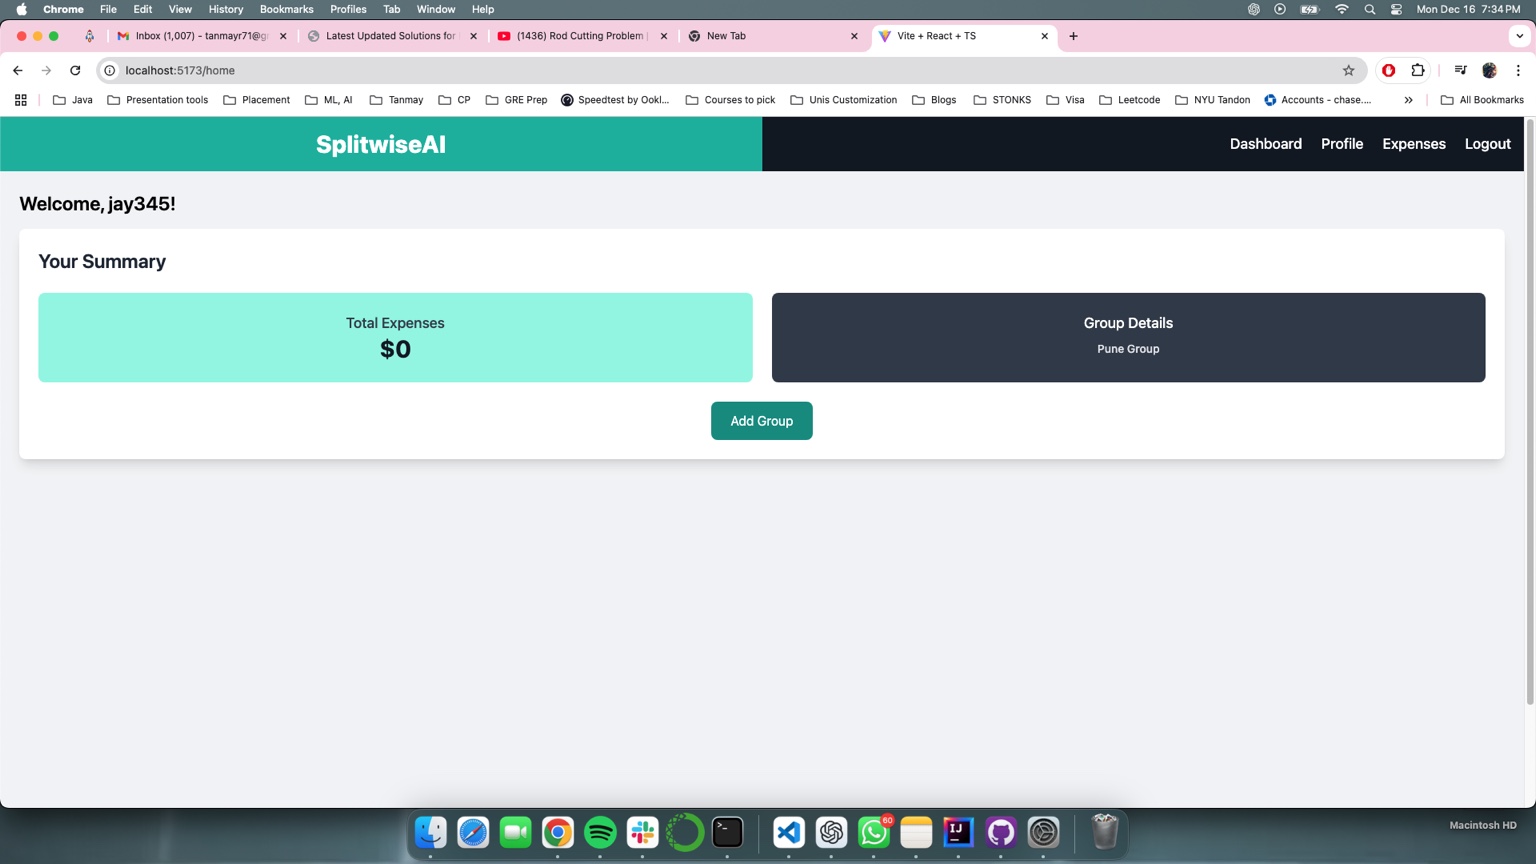 Chrome File Edit View History Bookmarks Profiles Tab Window Help Mon Dec 16 7:34 PM
Inbox (1,007) - tanmayr71@g Latest Updated Solutions for (1436) Rod Cutting Problem New Tab Vite + React + TS
localhost:5173/home
Java Presentation tools Placement ML, AI Tanmay CP GRE Prep Speedtest by Ookl... Courses to pick Unis Customization Blogs STONKS Visa Leetcode NYU Tandon Accounts - chase.... » All Bookmarks
SplitwiseAI Dashboard Profile Expenses Logout
Welcome, jay345!
Your Summary
Total Expenses
$0
Group Details
Pune Group
Add Group
60
IJ
Macintosh HD